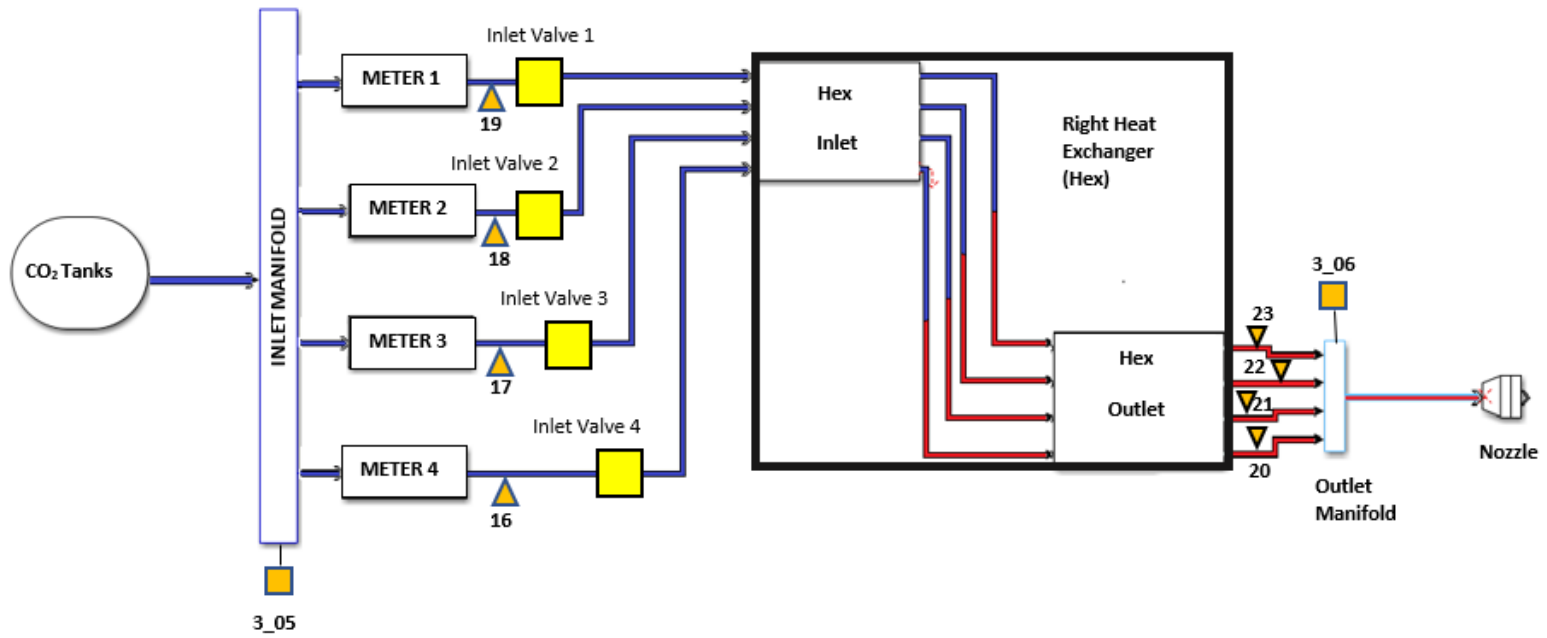 Inlet Valve 1
METER 1
19
Inlet Valve 2
METER 2
18
Inlet Valve 3
METER 3
17
Inlet Valve 4
METER 4
16
CO₂ Tanks
INLET MANIFOLD
3_05
Hex
Inlet
Right Heat
Exchanger
(Hex)
Hex
Outlet
23
22
21
20
3_06
Outlet
Manifold
Nozzle